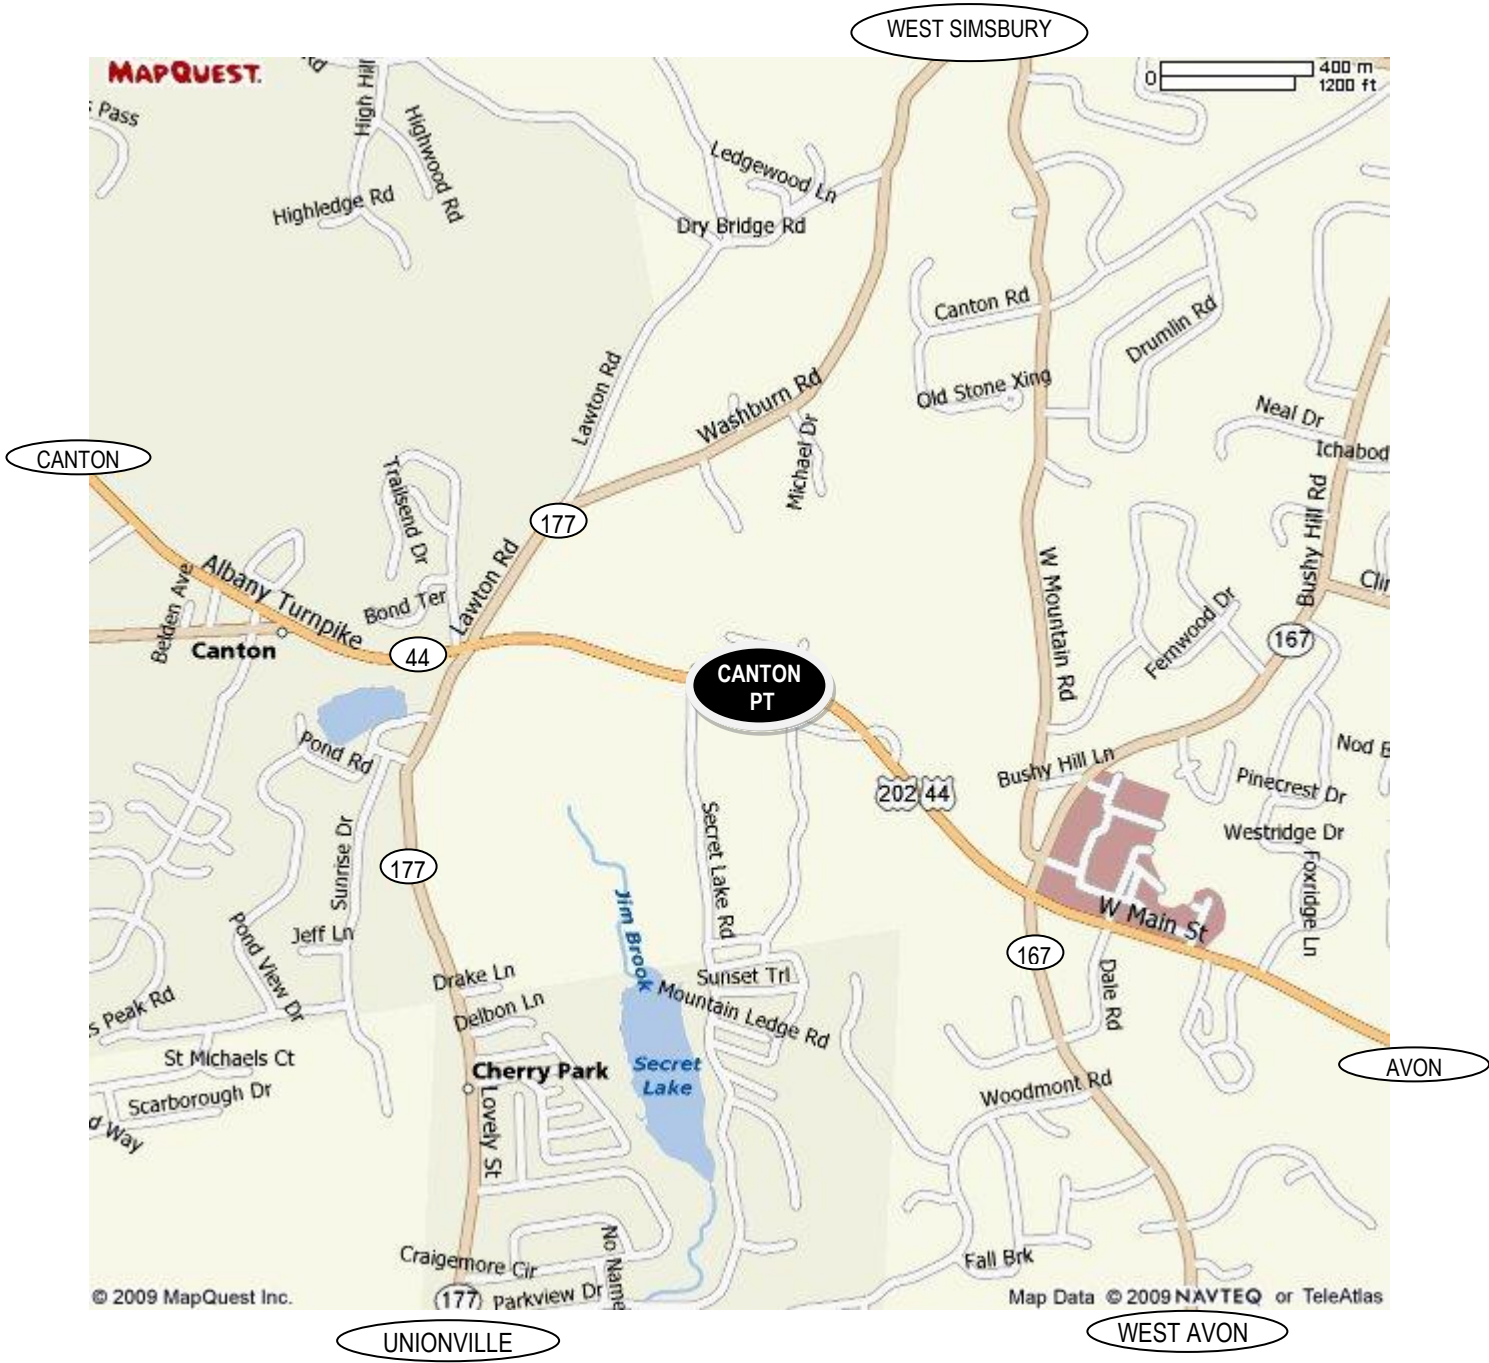 WEST SIMSBURY
MAPQUEST.
0
400 m
1200 ft
Rd
Pass
High Hill
Highwood Rd
Highledge Rd
Ledgewood Ln
Dry Bridge Rd
Canton Rd
Drumlin Rd
Old Stone Xing
Lawton Rd
Washburn Rd
Michael Dr
Neal Dr
Ichabod
CANTON
Trailsend Dr
177
Lawton Rd
Bushy Hill Rd
W Mountain Rd
Albany Turnpike
Belden Ave
Bond Ter
Clin
Fernwood Dr
167
Canton
44
CANTON
PT
Pond Rd
Nod B
Bushy Hill Ln
Pinecrest Dr
202
44
Westridge Dr
Secret Lake Rd
Sunrise Dr
177
Foxridge Ln
Jim Brook
W Main St
Pond View Dr
Jeff Ln
167
Drake Ln
Sunset Trl
Dale Rd
s Peak Rd
Delbon Ln
Mountain Ledge Rd
St Michaels Ct
Cherry Park
Secret
Lake
AVON
Scarborough Dr
Woodmont Rd
d Way
Lovely St
Craigemore Cir
No Name
Fall Brk
© 2009 MapQuest Inc.
177
Parkview Dr
Map Data © 2009 NAVTEQ or TeleAtlas
UNIONVILLE
WEST AVON